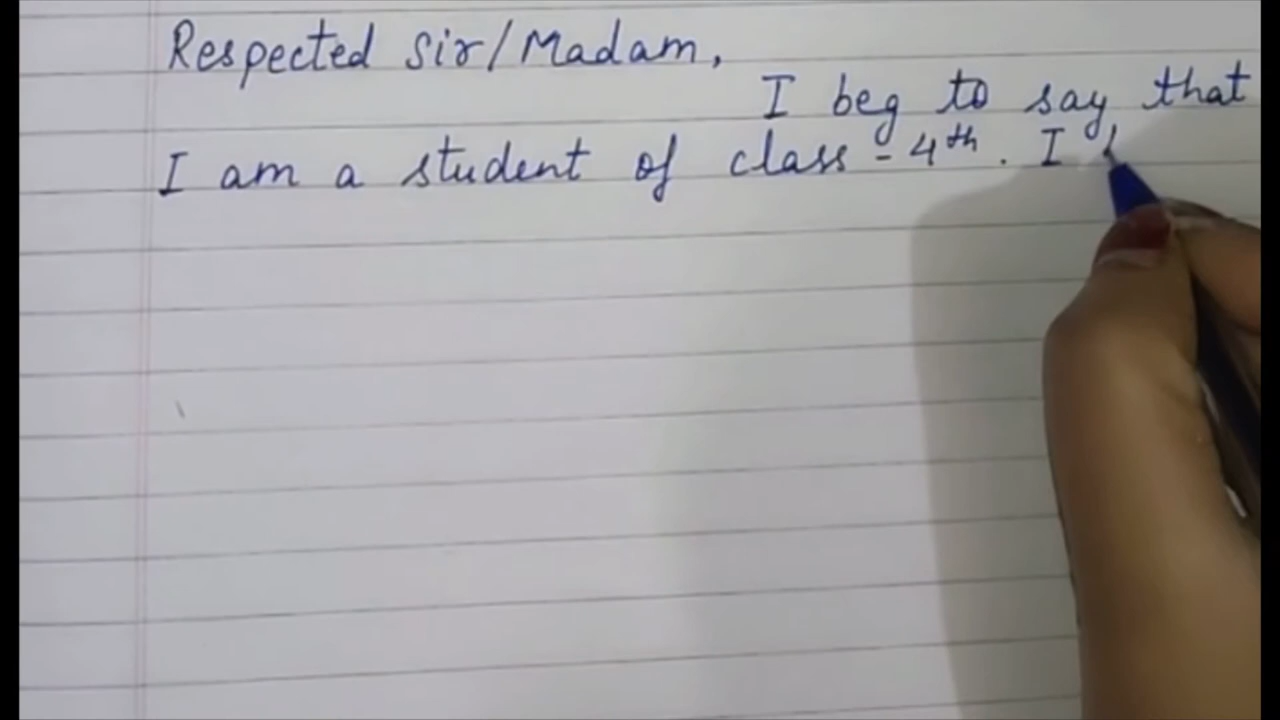 Respected Sir/Madam,
I beg to say that
I am a student of class - 4th. I